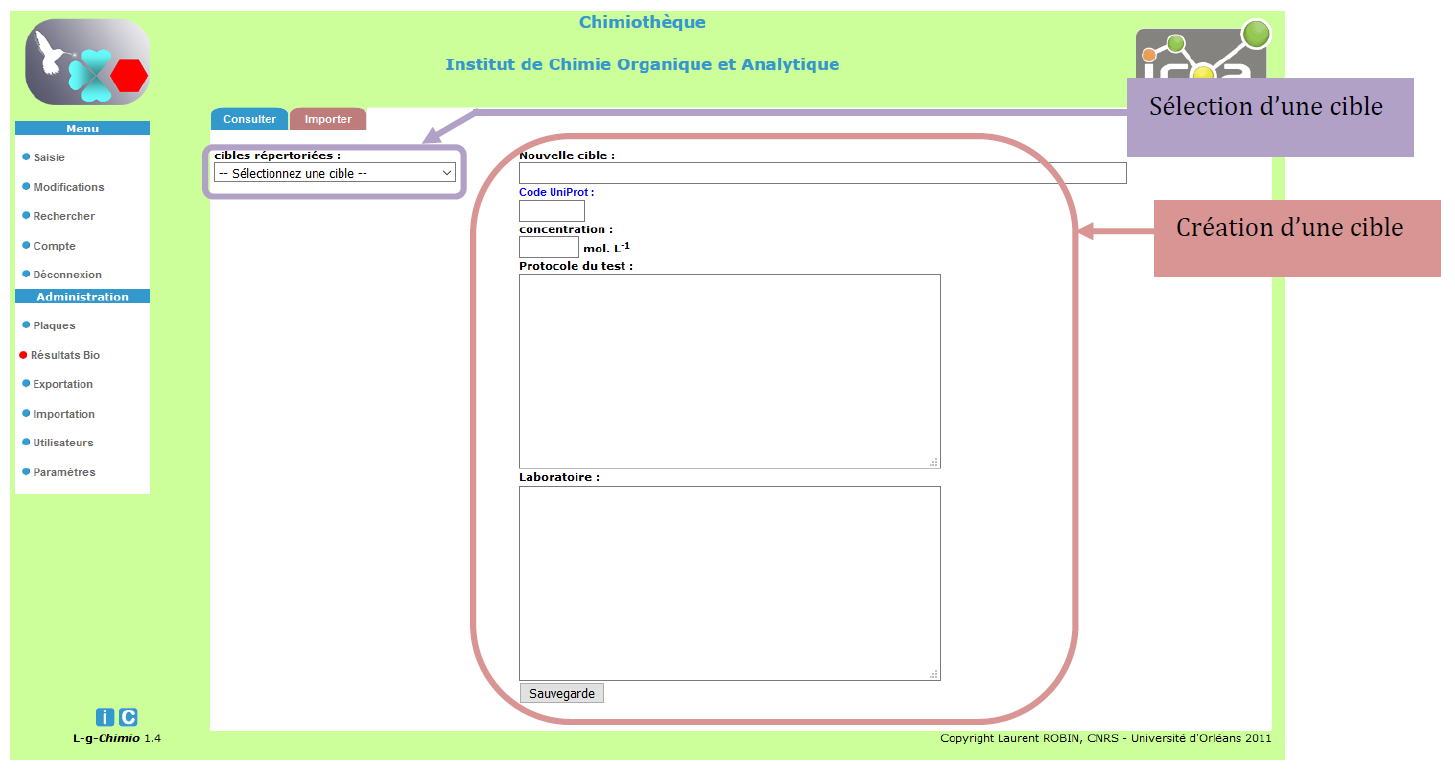 Chimiothèque
Institut de Chimie Organique et Analytique
Sélection d’une cible
Consulter
Importer
Menu
Saisie
Modifications
Rechercher
Compte
Déconnexion
Administration
Plaques
Résultats Bio
Exportation
Importation
Utilisateurs
Paramètres
cibles répertoriées :
-- Sélectionnez une cible --
Nouvelle cible :
Code UniProt :
concentration :
mol. L-1
Création d’une cible
Protocole du test :
Laboratoire :
Sauvegarde
i C
L-g-Chimio 1.4
Copyright Laurent ROBIN, CNRS - Université d'Orléans 2011